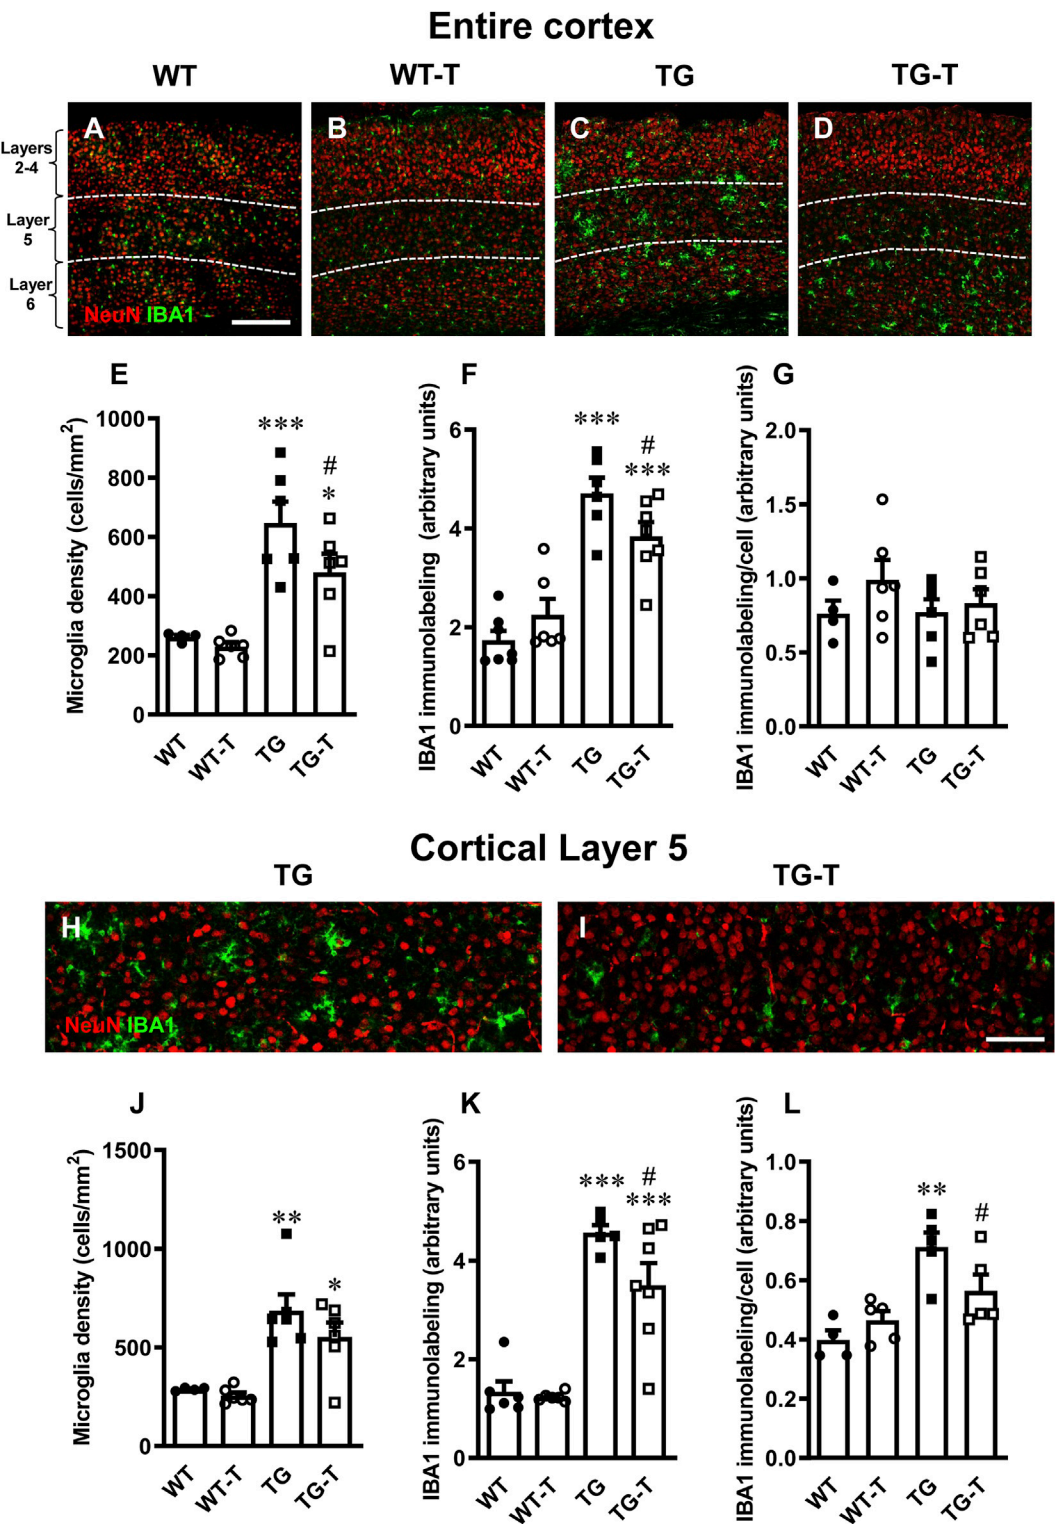 Entire cortex
WT WT-T TG TG-T
A B C D
Layers
2-4
Layer
5
Layer
6
NeuN IBA1
E F G
Microglia density (cells/mm2)
1000
800
600
400
200
0
***
#
*
WT WT-T TG TG-T
IBA1 immunolabeling (arbitrary units)
6
4
2
0
***
#
***
WT WT-T TG TG-T
IBA1 immunolabeling/cell (arbitrary units)
2.0
1.5
1.0
0.5
0.0
WT WT-T TG TG-T
Cortical Layer 5
TG TG-T
H I
NeuN IBA1
J K L
Microglia density (cells/mm2)
1500
1000
500
0
**
*
WT WT-T TG TG-T
IBA1 immunolabeling (arbitrary units)
6
4
2
0
***
#
***
WT WT-T TG TG-T
IBA1 immunolabeling/cell (arbitrary units)
1.0
0.8
0.6
0.4
0.2
0.0
**
#
WT WT-T TG TG-T